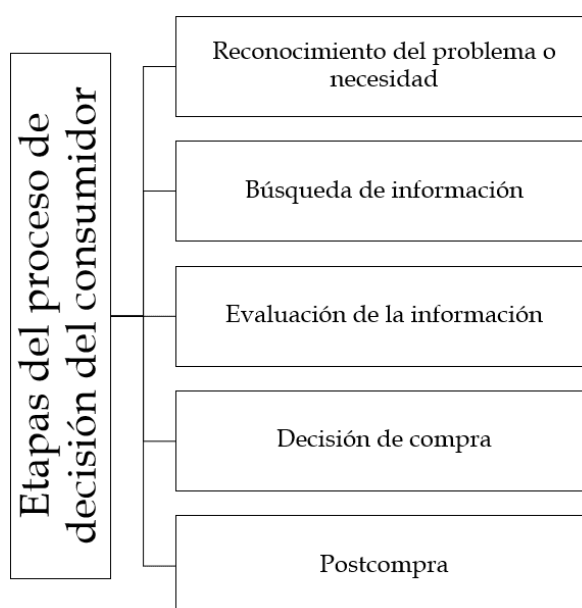 Etapas del proceso de
decisión del consumidor
Reconocimiento del problema o
necesidad
Búsqueda de información
Evaluación de la información
Decisión de compra
Postcompra